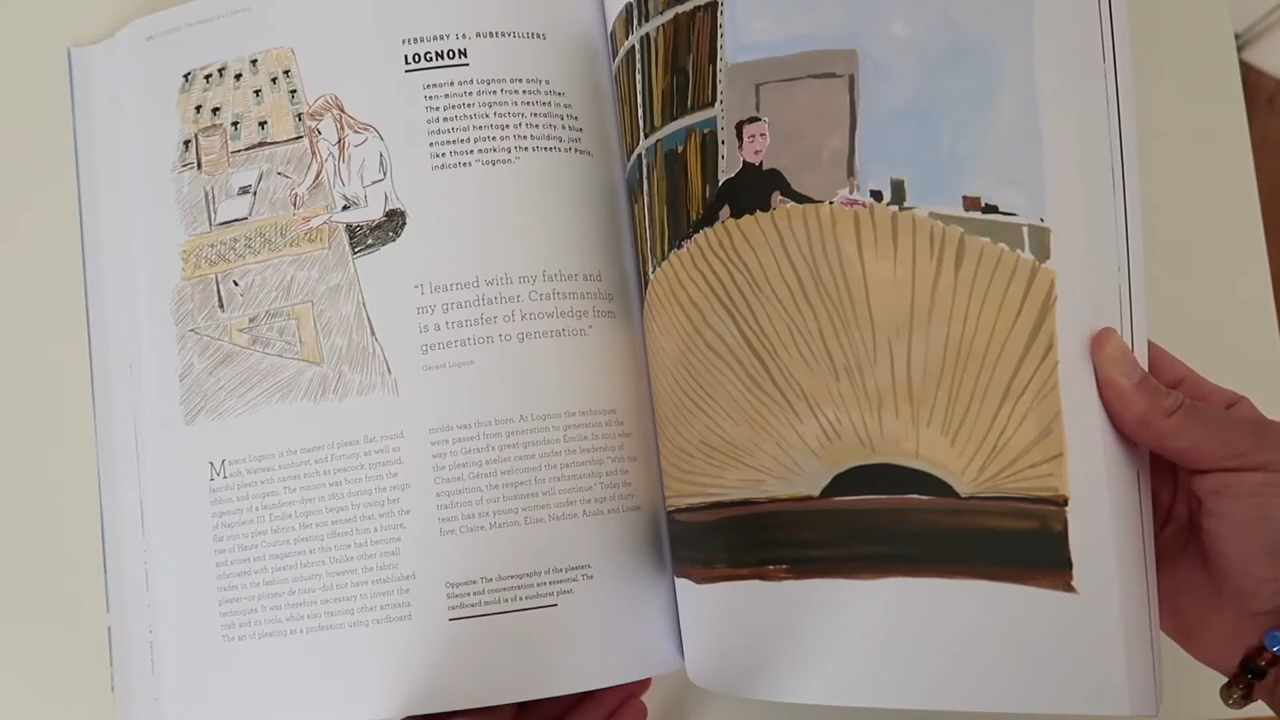 FEBRUARY 16, AUBERVILLIERS
LOGNON
Lemarié and Lognon are only a
ten-minute drive from each other.
The pleater Lognon is nestled in an
old matchstick factory, recalling the
industrial heritage of the city. A blue
enameled plate on the building, just
like those marking the streets of Paris,
indicates “Lognon.”
“I learned with my father and
my grandfather. Craftsmanship
is a transfer of knowledge from
generation to generation.”
Gérard Lognon
Maison Lognon is the master of pleats: flat, round,
soft, Watteau, sunburst, and Fortuny, as well as
fanciful pleats with names such as peacock, pyramid,
ribbon, and origami. The maison was born from the
ingenuity of a launderer-dyer in 1853 during the reign
of Napoleon III. Émilie Lognon began by using her
flat iron to pleat fabrics. Her son sensed that, with the
rise of Haute Couture, pleating offered him a future,
and stores and magazines at this time had become
infatuated with pleated fabrics. Unlike other small
trades in the fashion industry, however, the fabric
pleater—or plisseur de tissu—did not have established
techniques. It was therefore necessary to invent the
craft and its tools, while also training other artisans.
The art of pleating as a profession using cardboard
molds was thus born. At Lognon the techniques
were passed from generation to generation all the
way to Gérard's great-grandson Émilie. In 2013 when
the pleating atelier came under the leadership of
Chanel, Gérard welcomed the partnership: “With this
acquisition, the respect for craftsmanship and the
tradition of our business will continue.” Today the
team has six young women under the age of thirty
five; Claire, Marion, Élise, Nadine, Anaïs, and Louise.
Opposite: The choreography of the pleaters.
Silence and concentration are essential. The
cardboard mold is of a sunburst pleat.